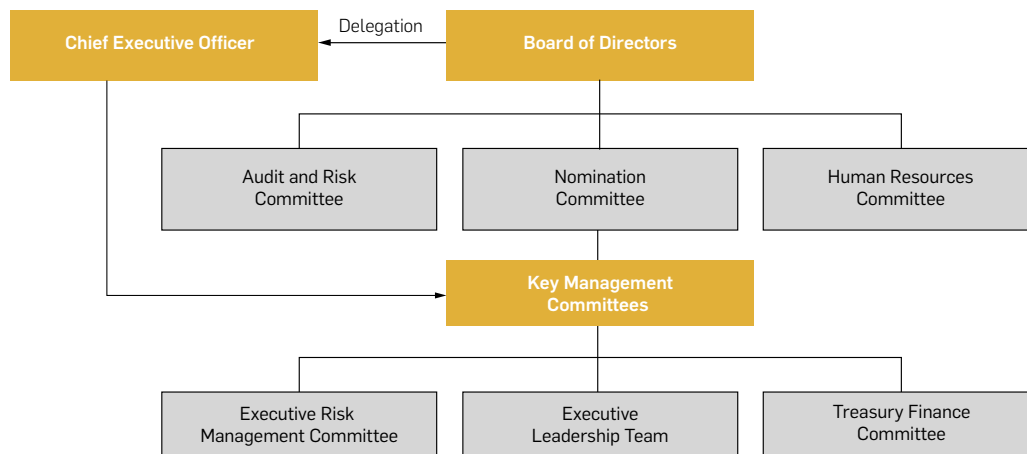 Chief Executive Officer
Delegation
Board of Directors
Audit and Risk
Committee
Nomination
Committee
Human Resources
Committee
Key Management
Committees
Executive Risk
Management Committee
Executive
Leadership Team
Treasury Finance
Committee